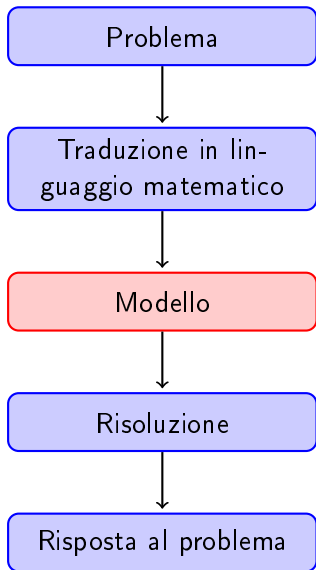 Problema
Traduzione in lin-
guaggio matematico
Modello
Risoluzione
Risposta al problema